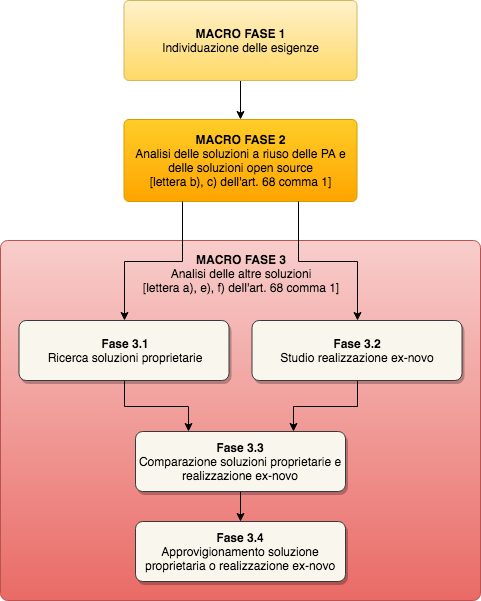 MACRO FASE 1
Individuazione delle esigenze
MACRO FASE 2
Analisi delle soluzioni a riuso delle PA e
delle soluzioni open source
[lettera b), c) dell'art. 68 comma 1]
MACRO FASE 3
Analisi delle altre soluzioni
[lettera a), e), f) dell'art. 68 comma 1]
Fase 3.1
Ricerca soluzioni proprietarie
Fase 3.2
Studio realizzazione ex-novo
Fase 3.3
Comparazione soluzioni proprietarie e
realizzazione ex-novo
Fase 3.4
Approvigionamento soluzione
proprietaria o realizzazione ex-novo